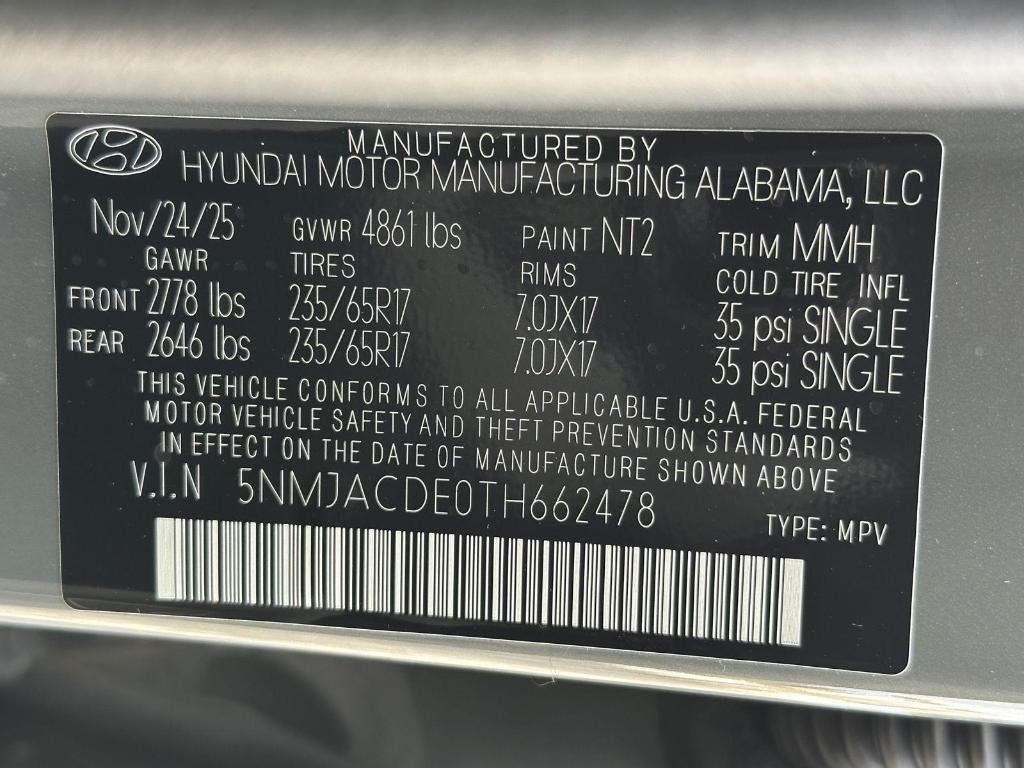 MANUFACTURED BY
HYUNDAI MOTOR MANUFACTURING ALABAMA, LLC
Nov/24/25 GVWR 4861 lbs PAINT NT2 TRIM MMH
GAWR TIRES RIMS COLD TIRE INFL
FRONT 2778 lbs 235/65R17 7.0JX17 35 psi SINGLE
REAR 2646 lbs 235/65R17 7.0JX17 35 psi SINGLE
THIS VEHICLE CONFORMS TO ALL APPLICABLE U.S.A. FEDERAL
MOTOR VEHICLE SAFETY AND THEFT PREVENTION STANDARDS
IN EFFECT ON THE DATE OF MANUFACTURE SHOWN ABOVE
V.I.N 5NMJACDE0TH662478 TYPE: MPV